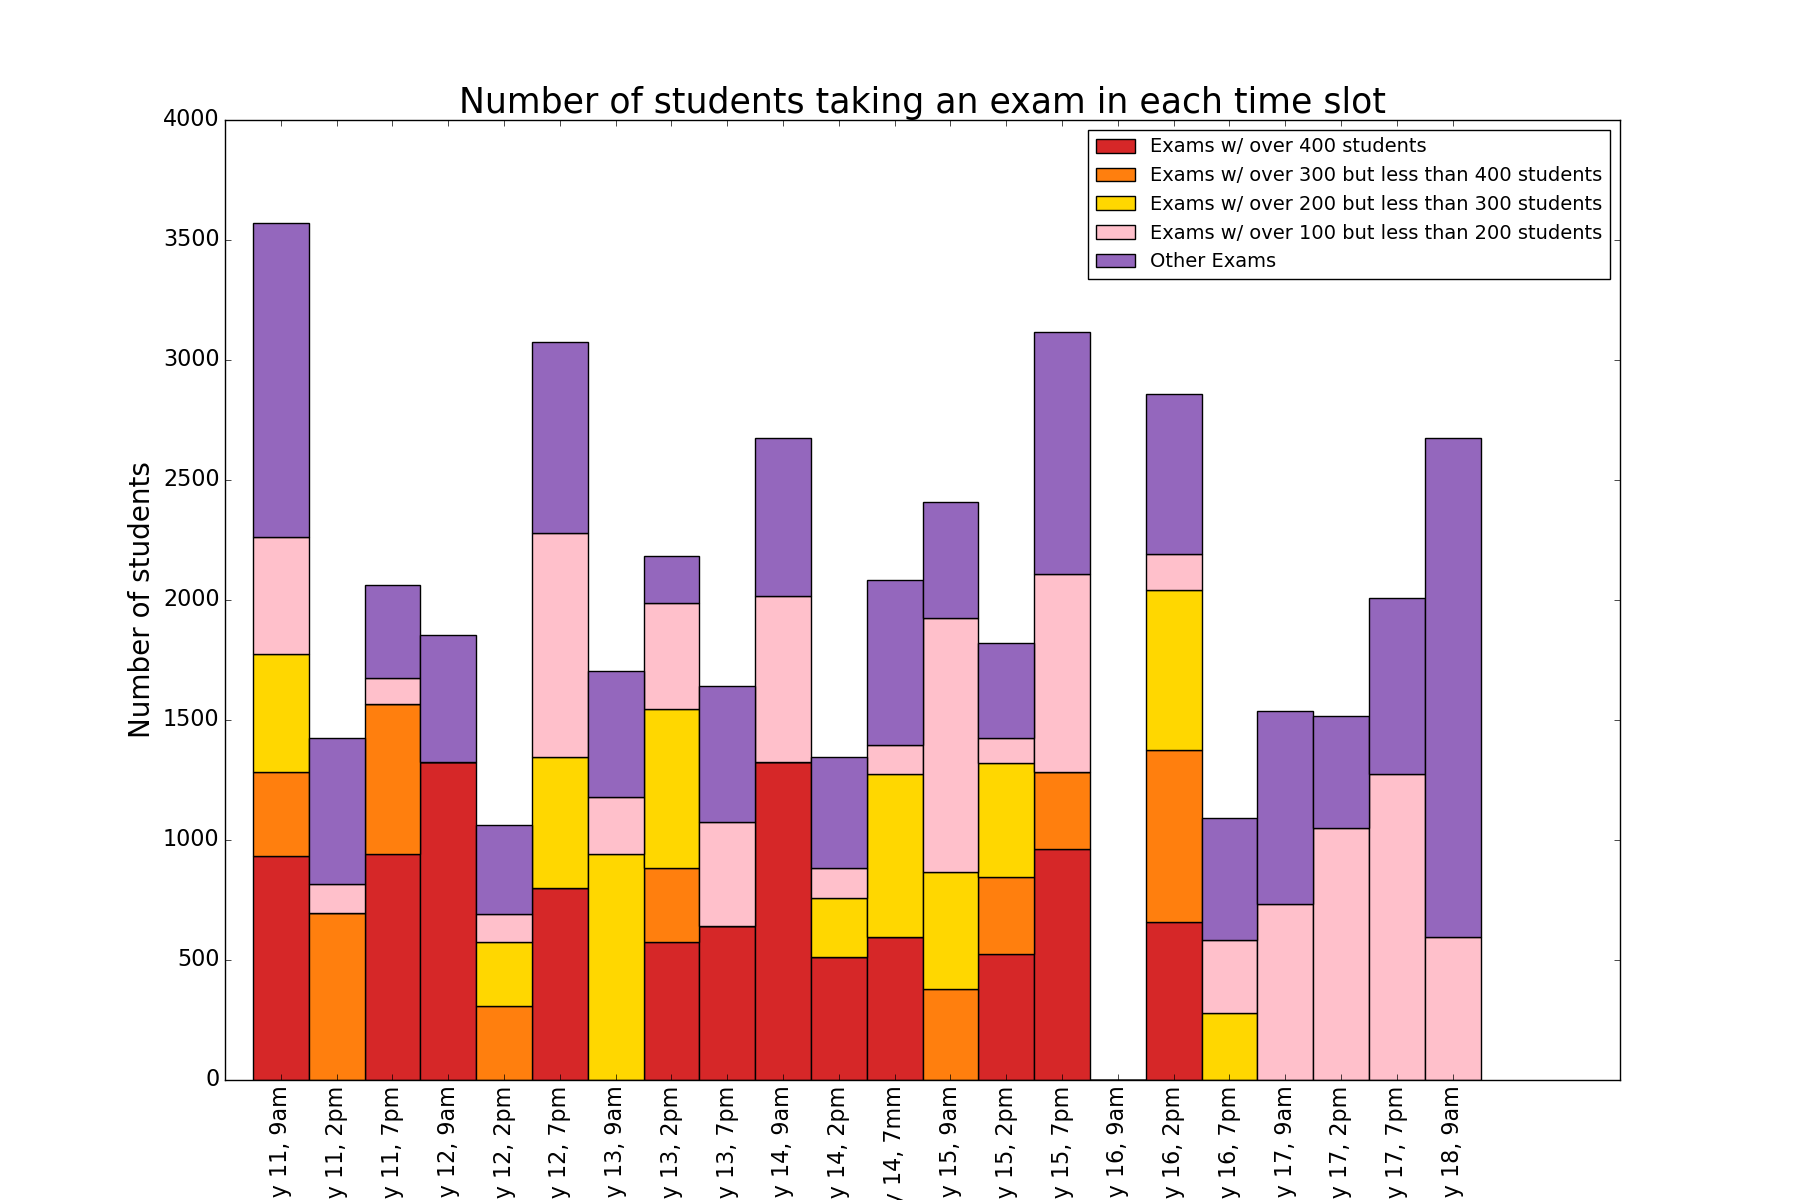 Number of students taking an exam in each time slot
Exams w/ over 400 students
Exams w/ over 300 but less than 400 students
Exams w/ over 200 but less than 300 students
Exams w/ over 100 but less than 200 students
Other Exams
Number of students
4000
3500
3000
2500
2000
1500
1000
500
0
y 11, 9am
y 11, 2pm
y 11, 7pm
y 12, 9am
y 12, 2pm
y 12, 7pm
y 13, 9am
y 13, 2pm
y 13, 7pm
y 14, 9am
y 14, 2pm
y 14, 7mm
y 15, 9am
y 15, 2pm
y 15, 7pm
y 16, 9am
y 16, 2pm
y 16, 7pm
y 17, 9am
y 17, 2pm
y 17, 7pm
y 18, 9am